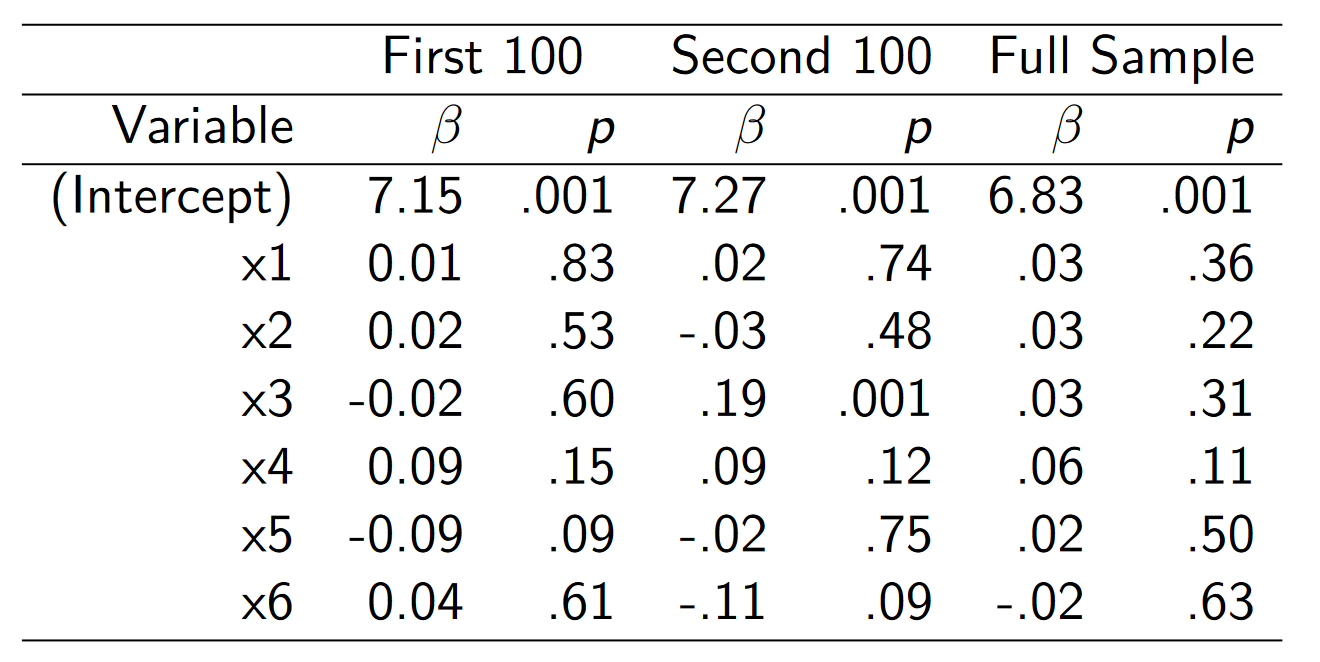 First 100 Second 100 Full Sample
Variable β p β p β p
(Intercept) 7.15 .001 7.27 .001 6.83 .001
x1 0.01 .83 .02 .74 .03 .36
x2 0.02 .53 -.03 .48 .03 .22
x3 -0.02 .60 .19 .001 .03 .31
x4 0.09 .15 .09 .12 .06 .11
x5 -0.09 .09 -.02 .75 .02 .50
x6 0.04 .61 -.11 .09 -.02 .63